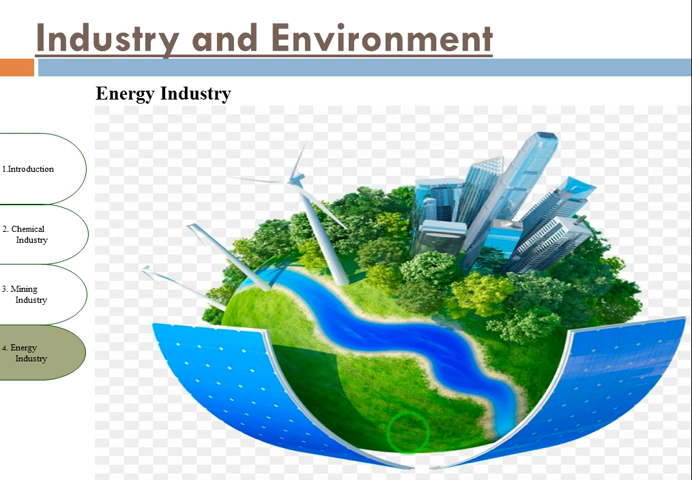 Industry and Environment
Energy Industry
1.Introduction
2. Chemical
Industry
3. Mining
Industry
4. Energy
Industry